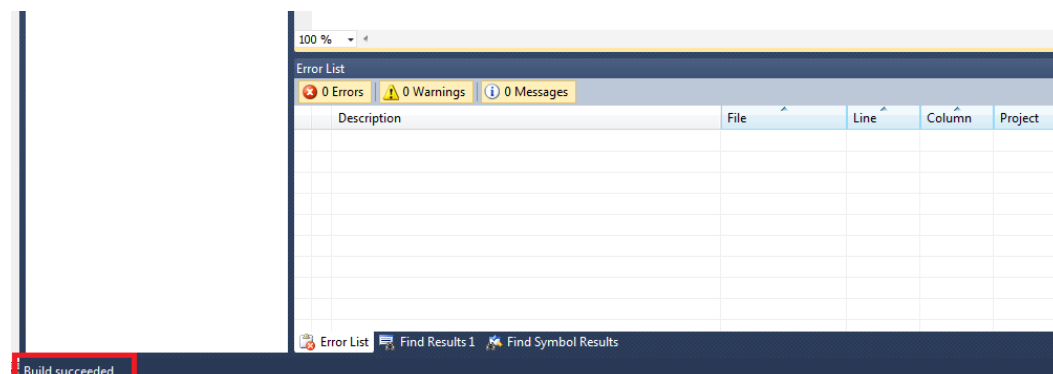 100 %
Error List
0 Errors 0 Warnings 0 Messages
Description File Line Column Project
Error List Find Results 1 Find Symbol Results
Build succeeded